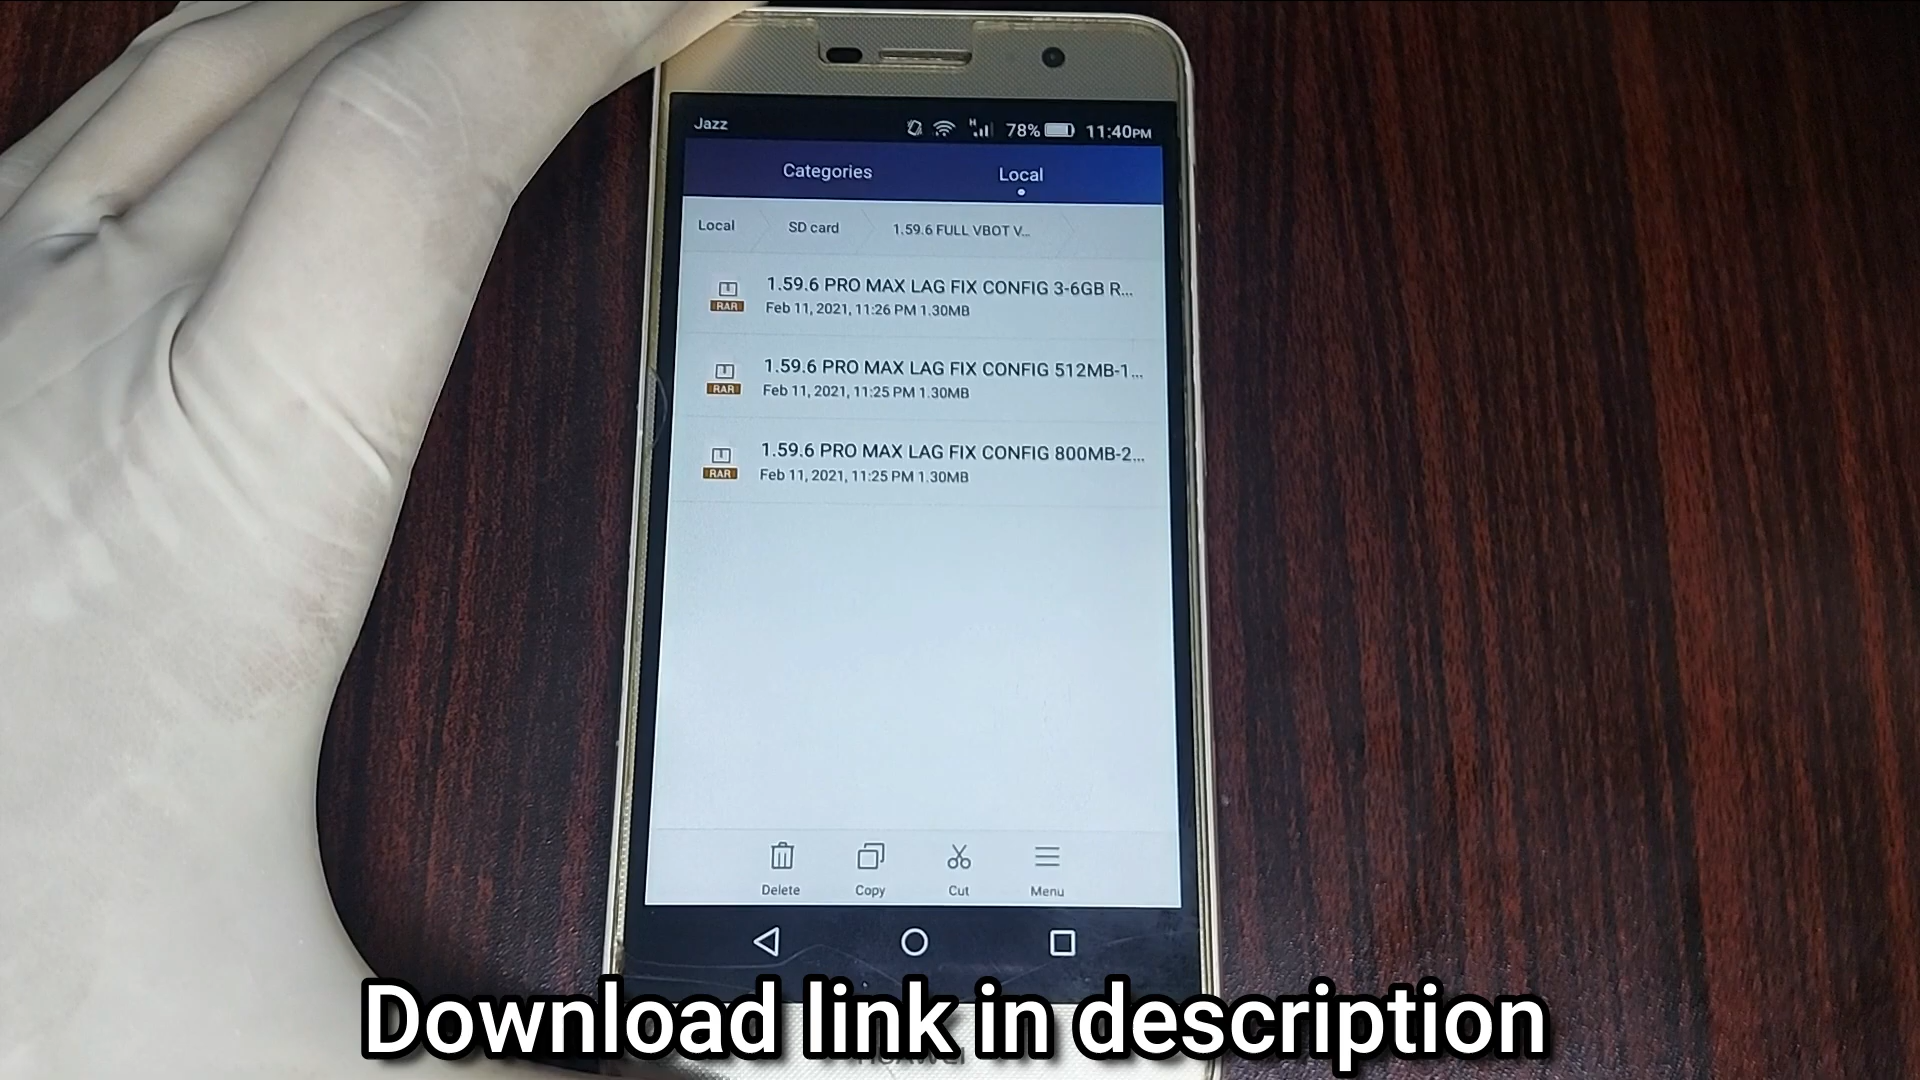 Jazz
H 78% 11:40PM
Categories Local
Local SD card 1.59.6 FULL VBOT V...
1.59.6 PRO MAX LAG FIX CONFIG 3-6GB R...
RAR
Feb 11, 2021, 11:26 PM 1.30MB
1.59.6 PRO MAX LAG FIX CONFIG 512MB-1...
RAR
Feb 11, 2021, 11:25 PM 1.30MB
1.59.6 PRO MAX LAG FIX CONFIG 800MB-2...
RAR
Feb 11, 2021, 11:25 PM 1.30MB
Delete Copy Cut Menu
Download link in description